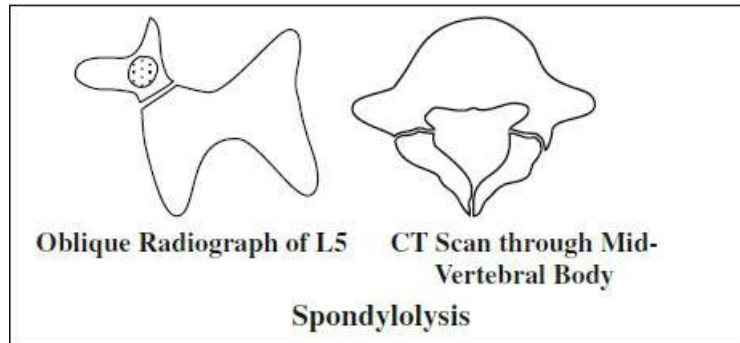 Oblique Radiograph of L5
CT Scan through Mid-
Vertebral Body
Spondylolysis